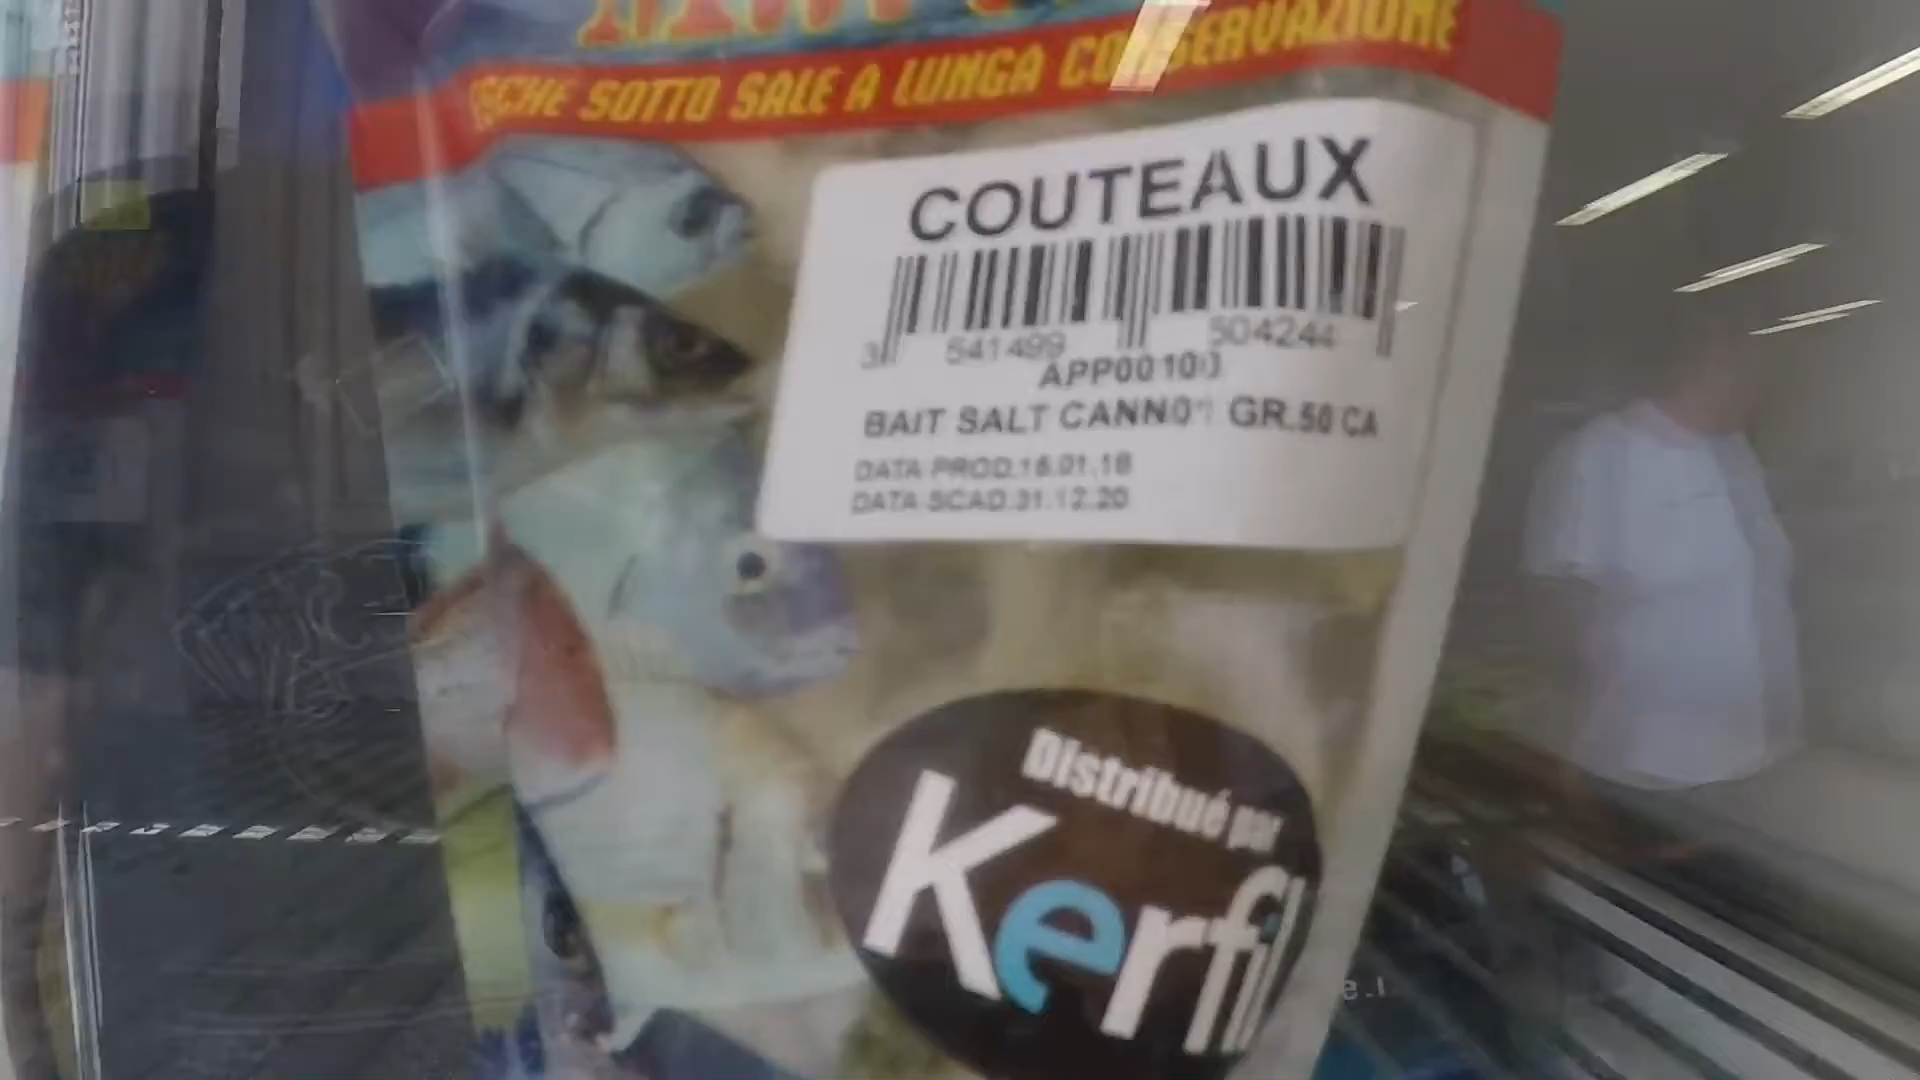 SOTTO SALE A LUNGA CONSERVAZIONE
COUTEAUX
3 541499 504244
BAIT SALT GR.50 CA
DATA PROD.16.01.18
DATA SCAD.31.12.20
Distribué par
Kerfil